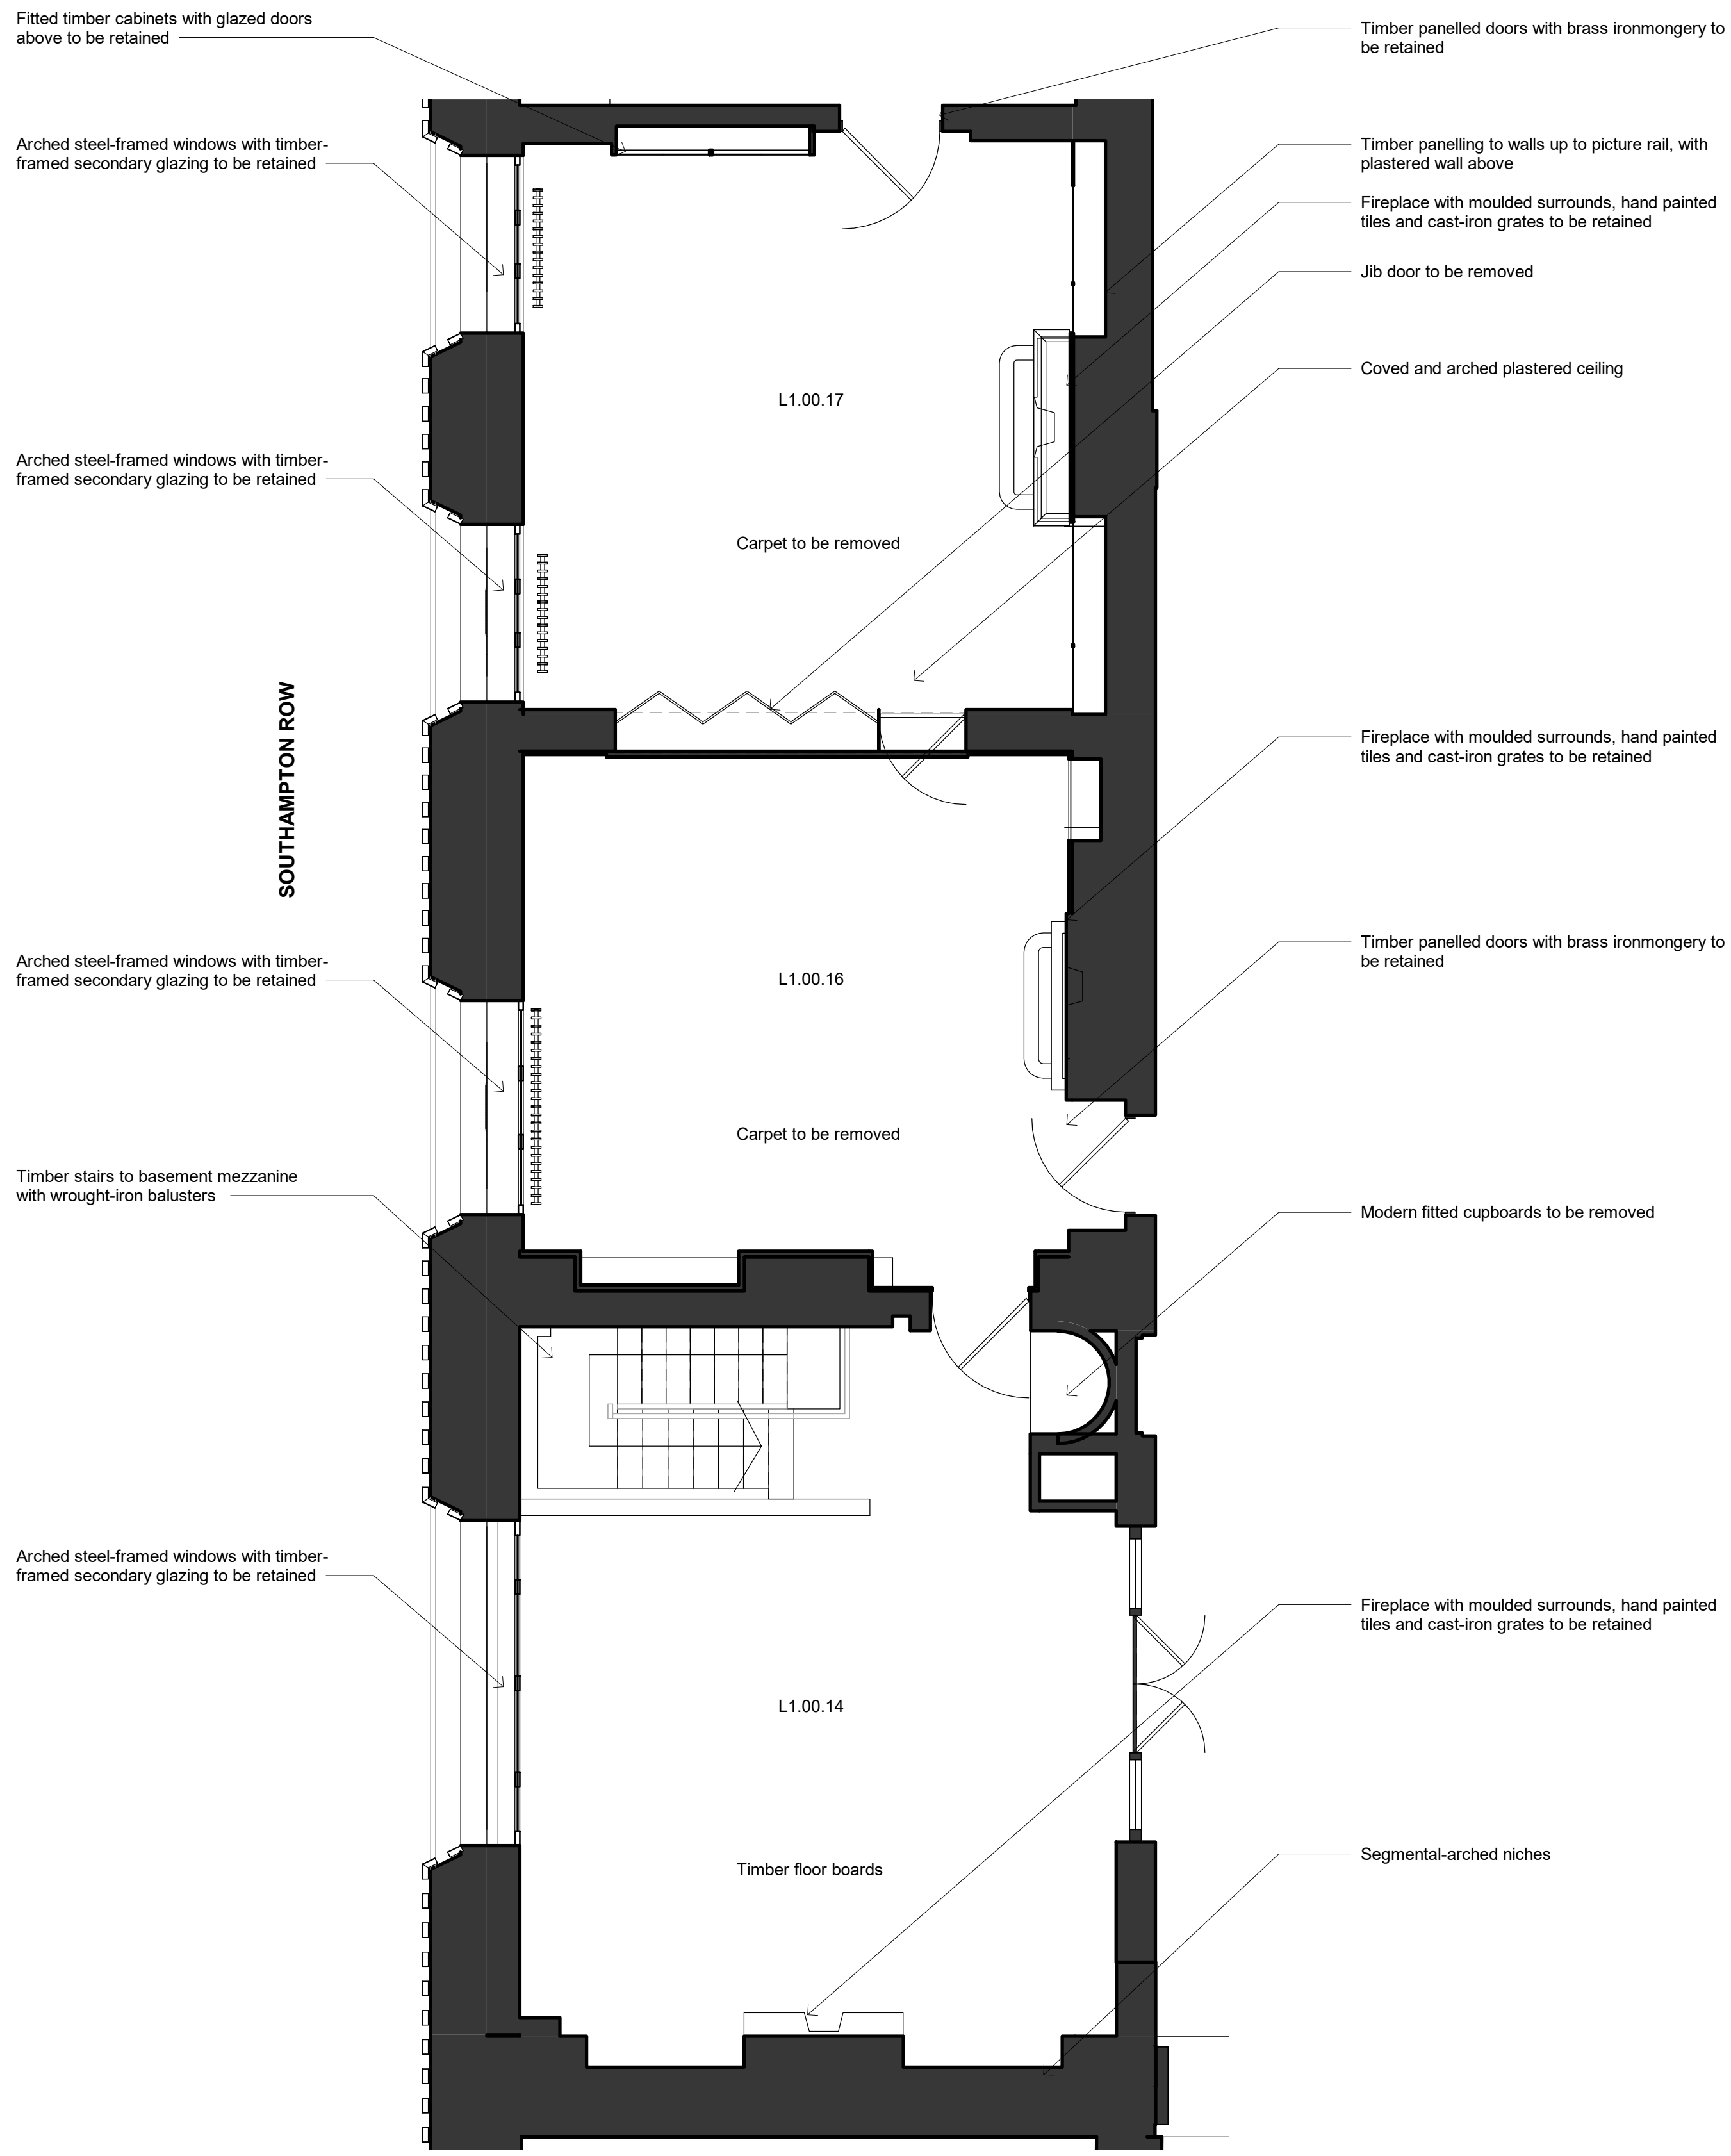 Fitted timber cabinets with glazed doors
above to be retained
Timber panelled doors with brass ironmongery to
be retained
Arched steel-framed windows with timber-
framed secondary glazing to be retained
Timber panelling to walls up to picture rail, with
plastered wall above
Fireplace with moulded surrounds, hand painted
tiles and cast-iron grates to be retained
Jib door to be removed
Coved and arched plastered ceiling
L1.00.17
Arched steel-framed windows with timber-
framed secondary glazing to be retained
Carpet to be removed
SOUTHAMPTON ROW
Fireplace with moulded surrounds, hand painted
tiles and cast-iron grates to be retained
Timber panelled doors with brass ironmongery to
be retained
Arched steel-framed windows with timber-
framed secondary glazing to be retained
L1.00.16
Carpet to be removed
Timber stairs to basement mezzanine
with wrought-iron balusters
Modern fitted cupboards to be removed
Arched steel-framed windows with timber-
framed secondary glazing to be retained
Fireplace with moulded surrounds, hand painted
tiles and cast-iron grates to be retained
L1.00.14
Timber floor boards
Segmental-arched niches